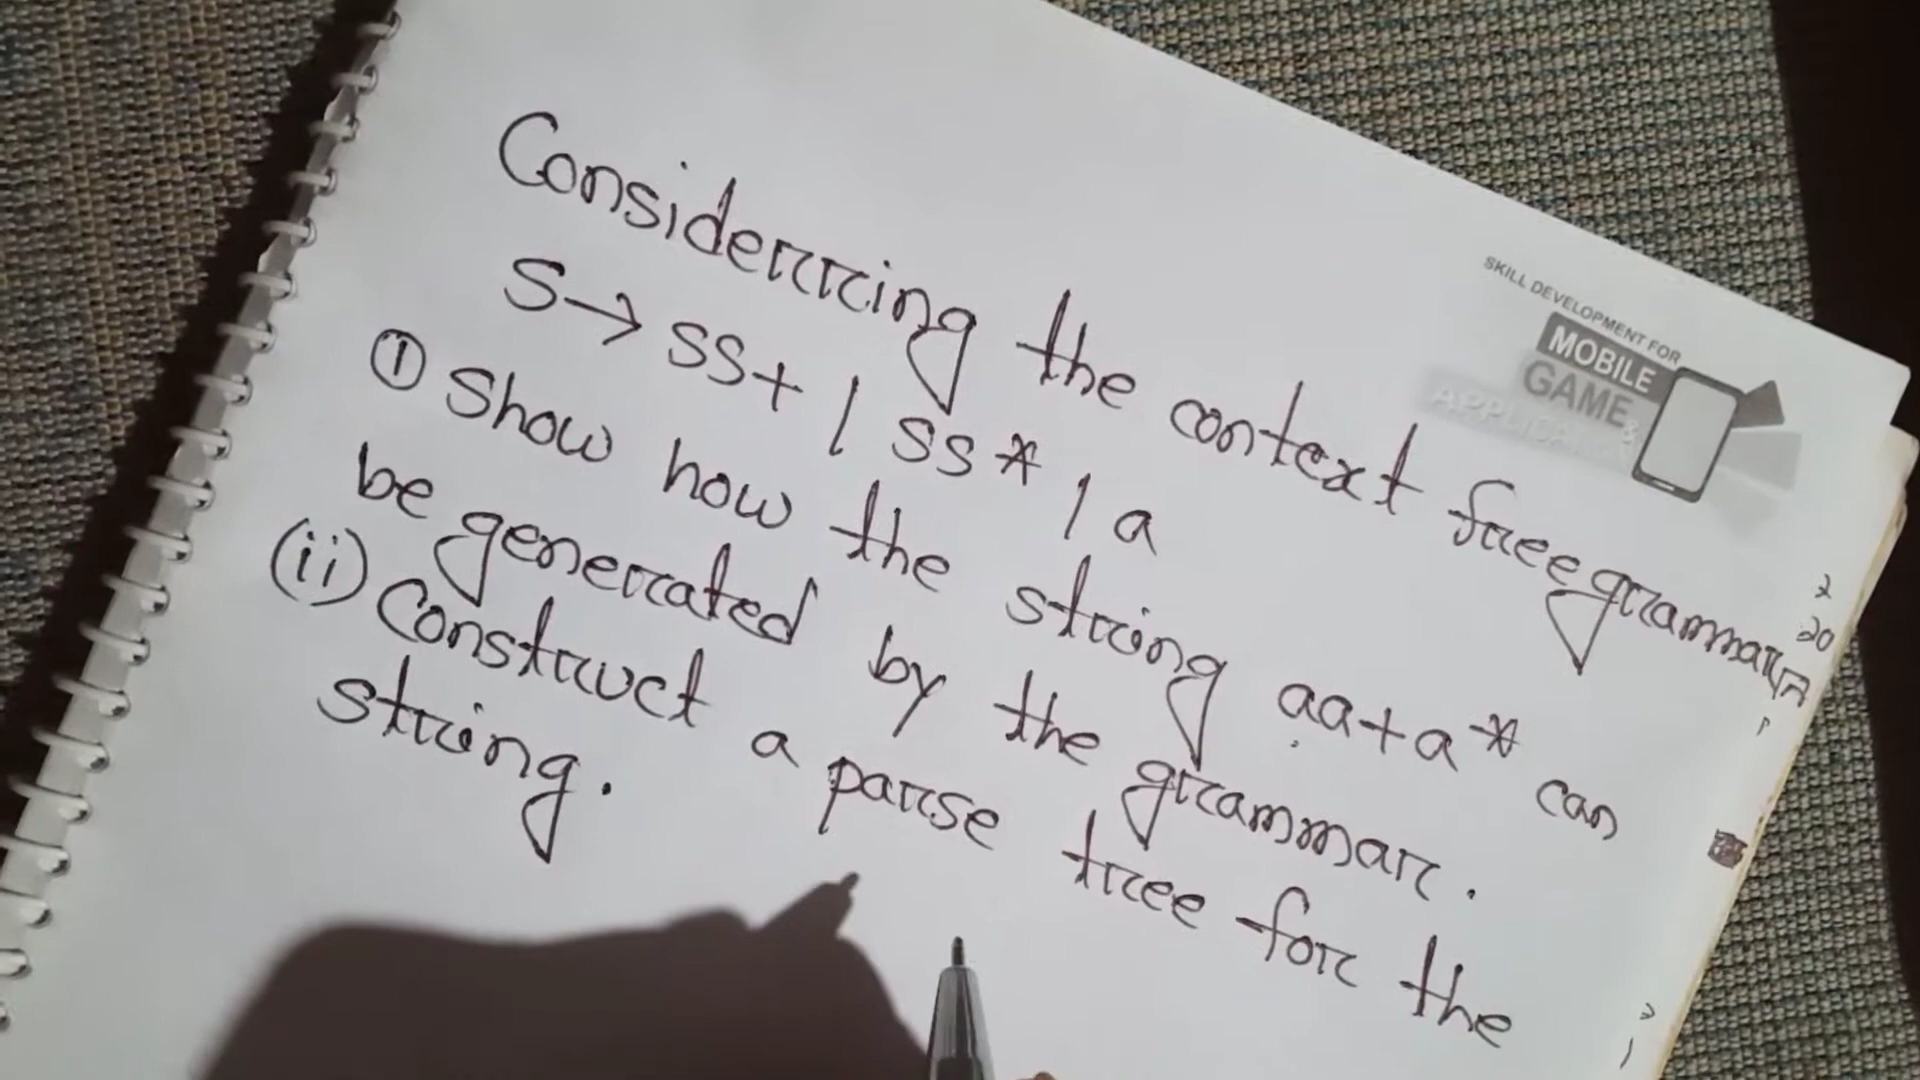 Considerring the context free grammar
S → SS+ | SS* | a
① Show how the string aa+a* can
be generated by the grammar.
(ii) Construct a parse tree for the
string.
SKILL DEVELOPMENT FOR
MOBILE
GAME &
APPLICATION